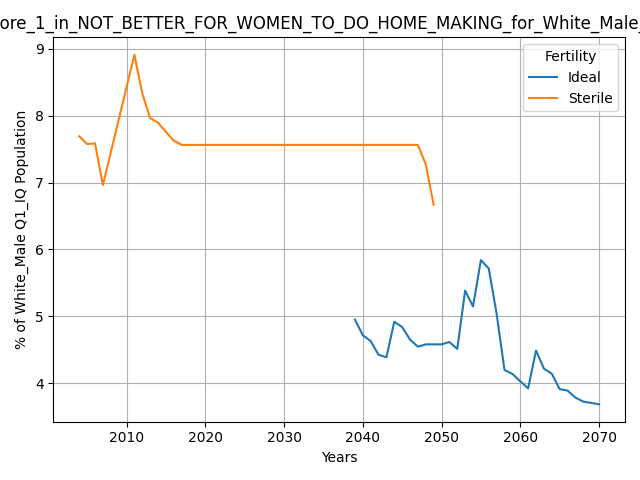 ore_1_in_NOT_BETTER_FOR_WOMEN_TO_DO_HOME_MAKING_for_White_Male_
Fertility
Ideal
Sterile
% of White_Male Q1_IQ Population
9
8
7
6
5
4
2010 2020 2030 2040 2050 2060 2070
Years